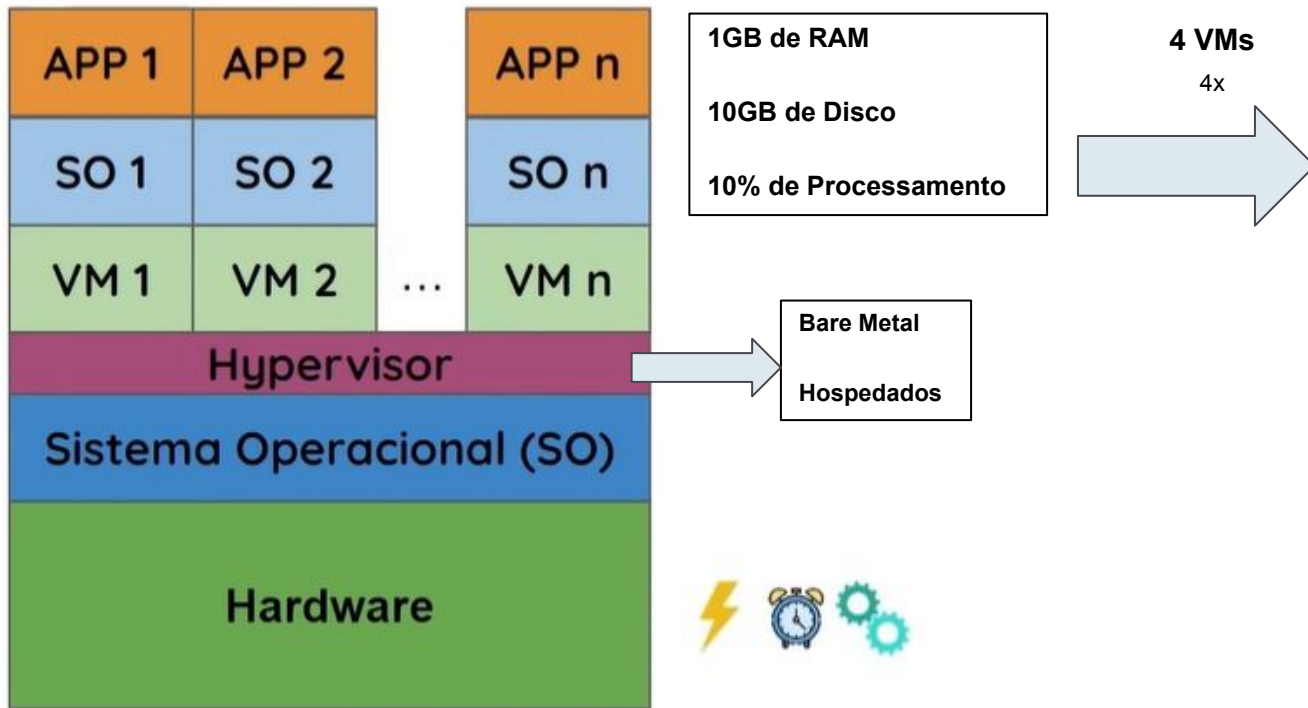 APP 1 APP 2 APP n
SO 1 SO 2 SO n
VM 1 VM 2 ... VM n
Hypervisor
Sistema Operacional (SO)
Hardware
1GB de RAM
10GB de Disco
10% de Processamento
4 VMs
4x
Bare Metal
Hospedados